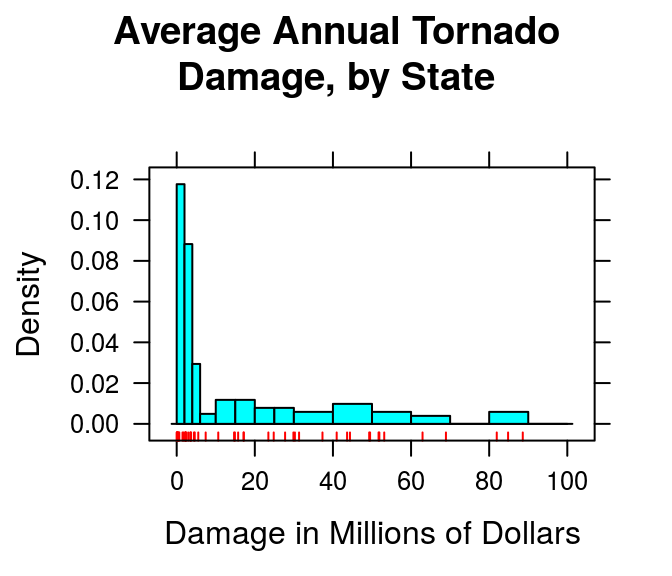 Average Annual Tornado
Damage, by State
0.12
0.10
0.08
0.06
0.04
0.02
0.00
Density
0 20 40 60 80 100
Damage in Millions of Dollars